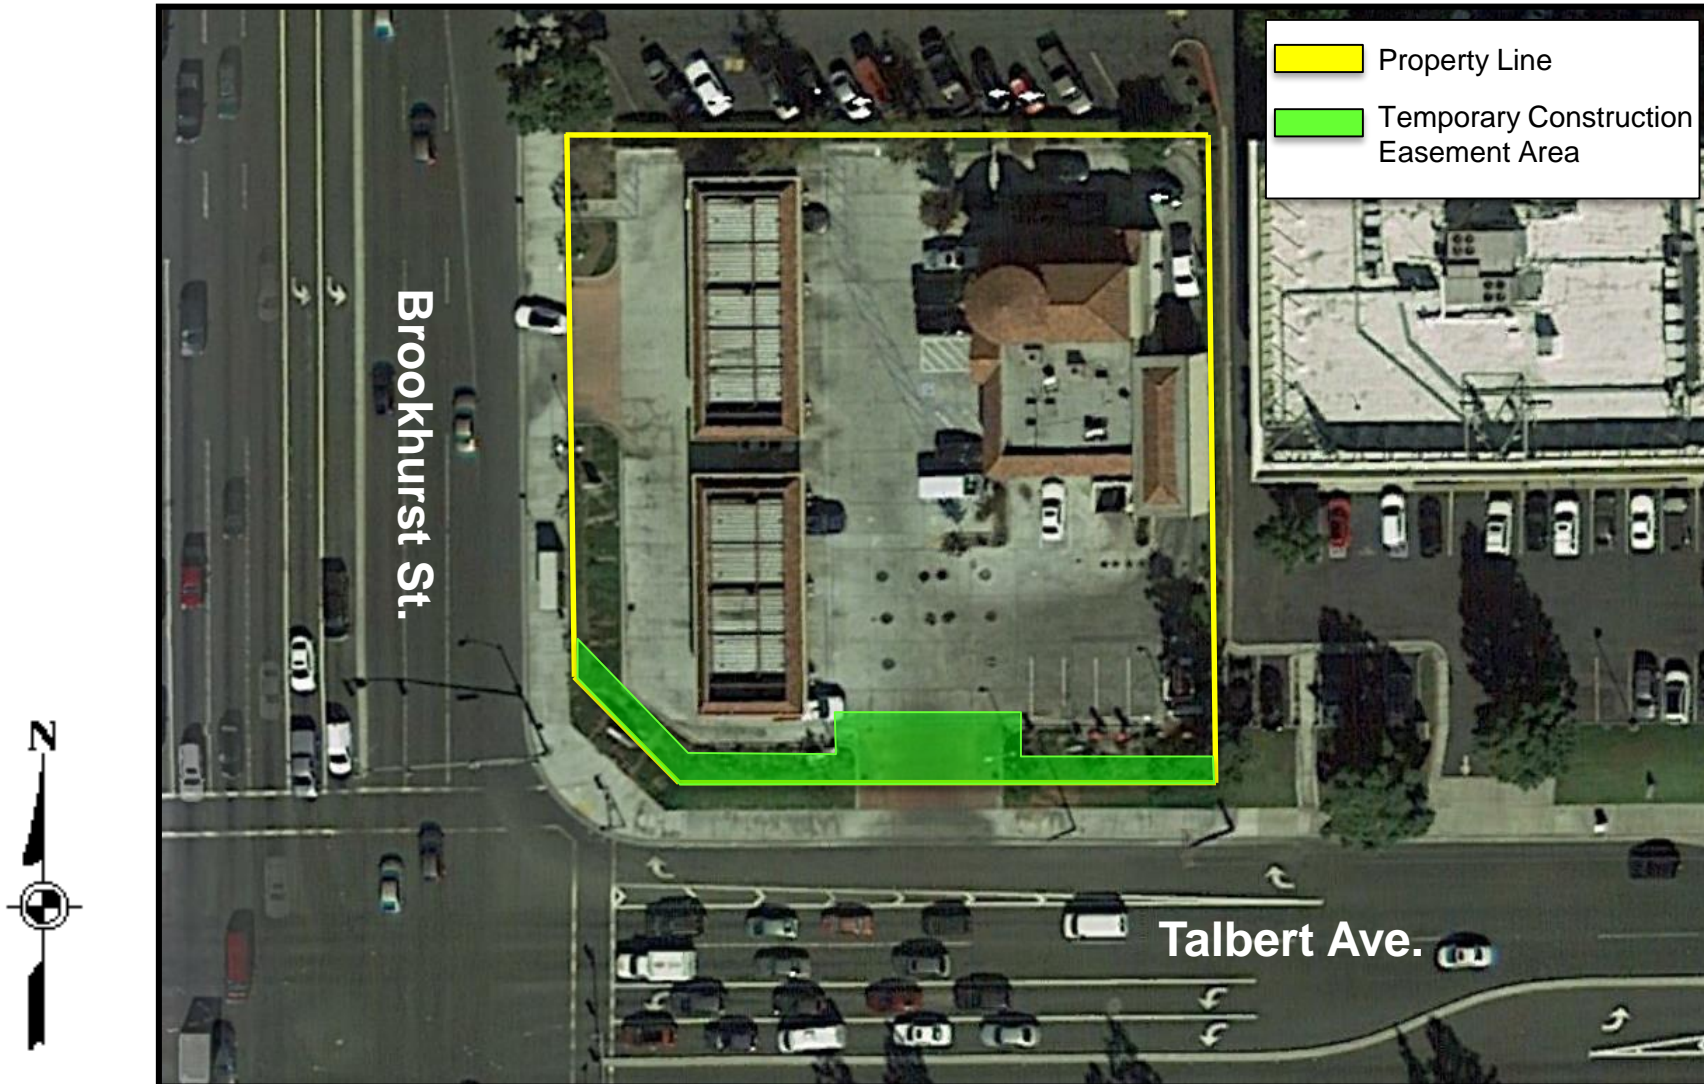 Property Line
Temporary Construction
Easement Area
Brookhurst St.
N
Talbert Ave.